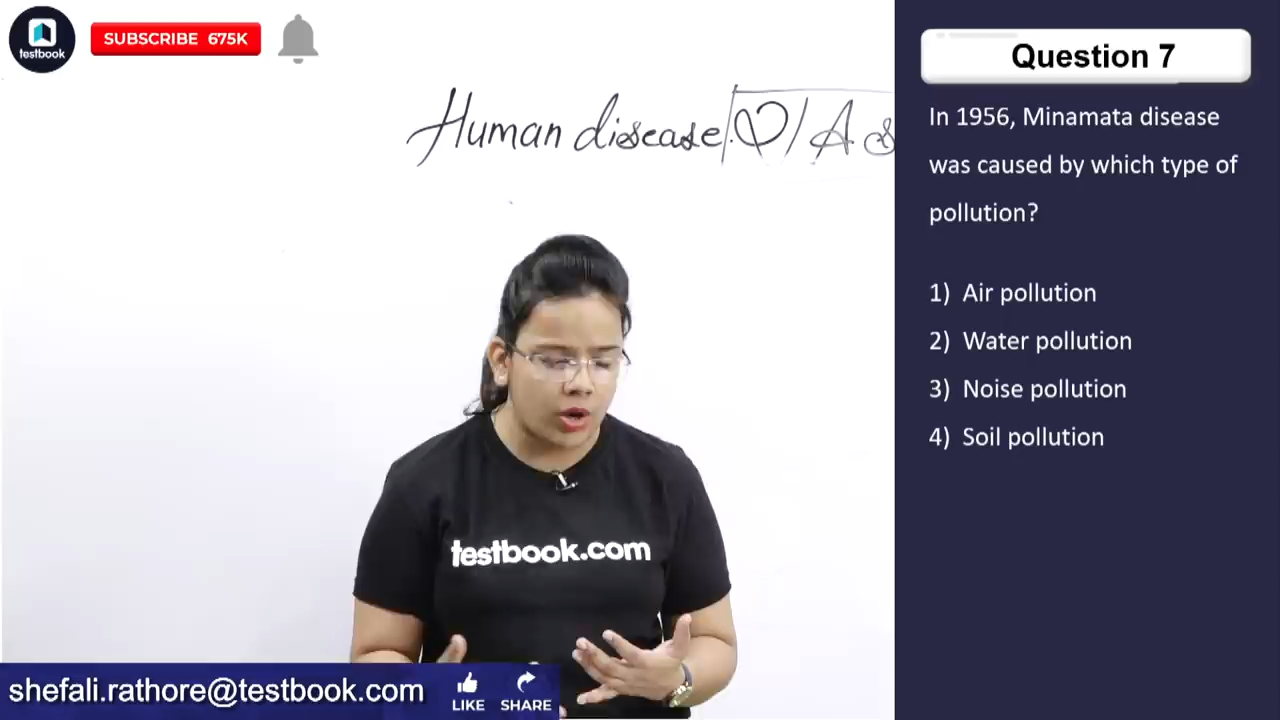 testbook
SUBSCRIBE 675K
Human disease
A
Question 7
In 1956, Minamata disease
was caused by which type of
pollution?
1) Air pollution
2) Water pollution
3) Noise pollution
4) Soil pollution
testbook.com
shefali.rathore@testbook.com
LIKE
SHARE